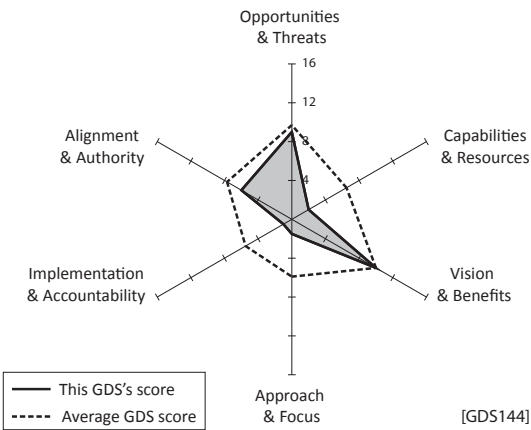 Opportunities
& Threats
16
12
8
4
Alignment
& Authority
Capabilities
& Resources
Implementation
& Accountability
Vision
& Benefits
This GDS's score
Average GDS score
Approach
& Focus
[GDS144]